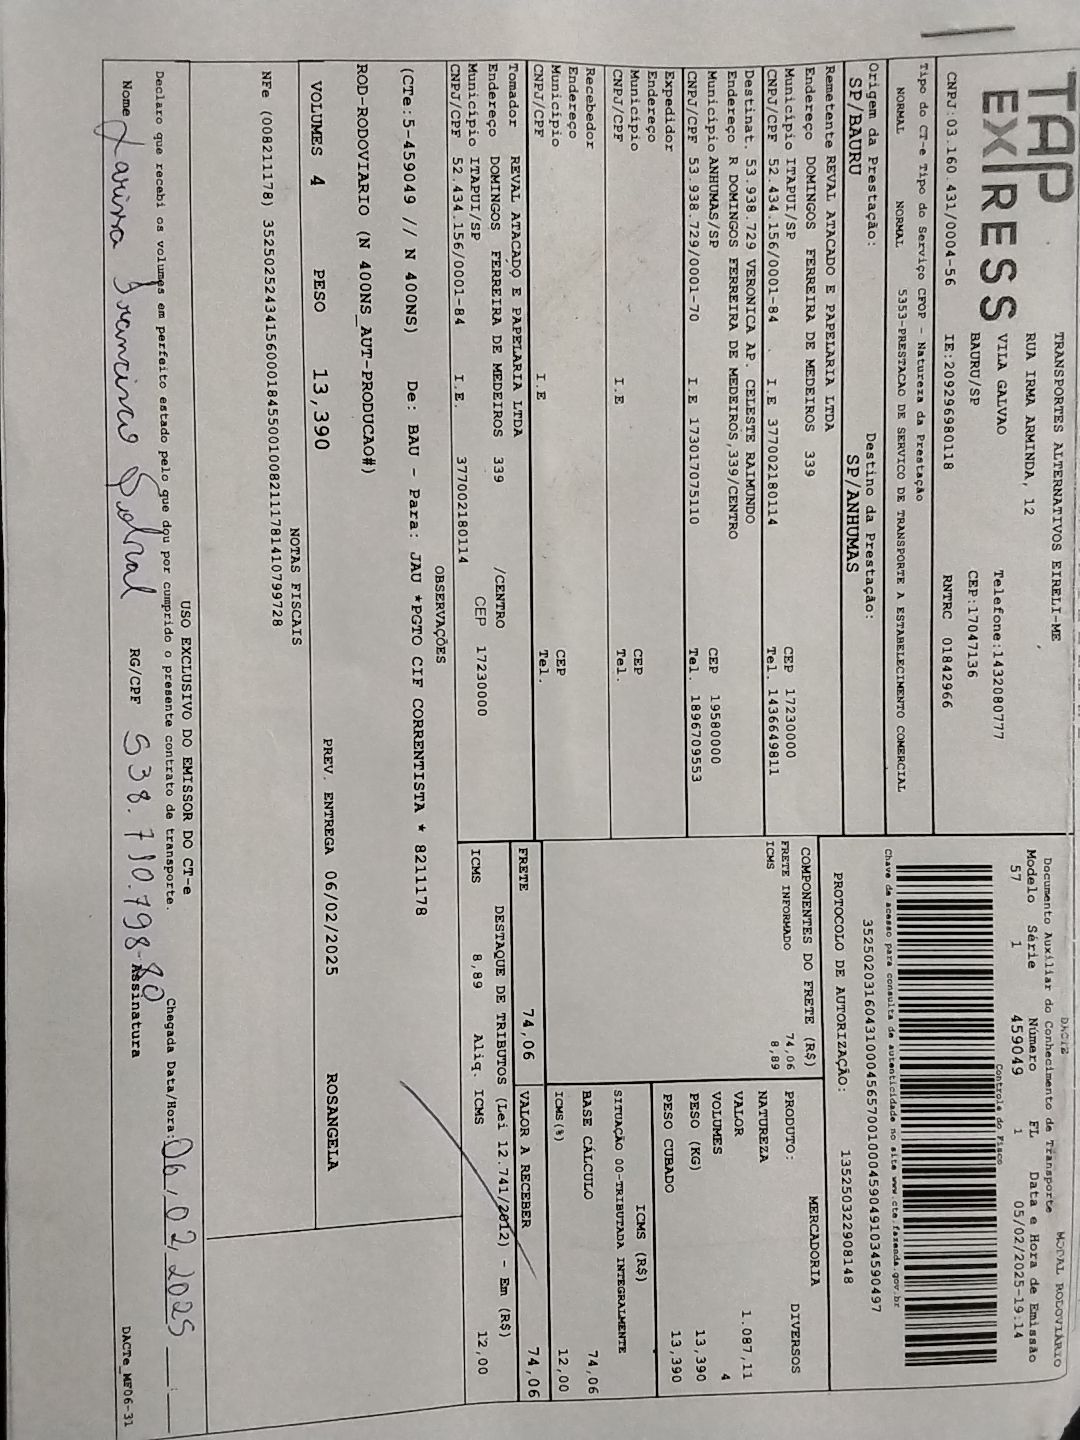 TAP
EXPRESS
TRANSPORTES ALTERNATIVOS EIRELI-ME
RUA IRMA ARMINDA, 12
VILA GALVAO Telefone:1432080777
BAURU/SP CEP:17047136
CNPJ:03.160.431/0004-56 IE:209296980118 RNTRC 01842966
DACTE MODAL RODOVIÁRIO
Documento Auxiliar do Conhecimento de Transporte
Modelo Série Número FL Data e Hora de Emissão
57 1 459049 1 05/02/2025-19:14
Controle do Fisco
Chave de acesso para consulta de autenticidade no site www.cte.fazenda.gov.br
35250203160431000456570010004590491034590497
PROTOCOLO DE AUTORIZAÇÃO: 135250322908148
Tipo do CT-e Tipo do Serviço CFOP - Natureza da Prestação
NORMAL NORMAL 5353-PRESTACAO DE SERVICO DE TRANSPORTE A ESTABELECIMENTO COMERCIAL
Origem da Prestação: Destino da Prestação:
SP/BAURU SP/ANHUMAS
Remetente REVAL ATACADO E PAPELARIA LTDA
Endereço DOMINGOS FERREIRA DE MEDEIROS 339
Município ITAPUI/SP CEP 17230000
CNPJ/CPF 52.434.156/0001-84 I.E 377002180114 Tel. 1436649811
Destinat. 53.938.729 VERONICA AP. CELESTE RAIMUNDO
Endereço R DOMINGOS FERREIRA DE MEDEIROS,339/CENTRO
Município ANHUMAS/SP CEP 19580000
CNPJ/CPF 53.938.729/0001-70 I.E 173017075110 Tel. 1896709553
Expedidor
Endereço
Município CEP
CNPJ/CPF I.E Tel.
Recebedor
Endereço
Município CEP
CNPJ/CPF I.E Tel.
Tomador REVAL ATACADO E PAPELARIA LTDA
Endereço DOMINGOS FERREIRA DE MEDEIROS 339 /CENTRO
Município ITAPUI/SP CEP 17230000
CNPJ/CPF 52.434.156/0001-84 I.E. 377002180114
COMPONENTES DO FRETE (R$)
FRETE INFORMADO 74,06
ICMS 8,89
MERCADORIA
PRODUTO: DIVERSOS
NATUREZA
VALOR 1.087,11
VOLUMES 4
PESO (KG) 13,390
PESO CUBADO 13,390
ICMS (R$)
SITUAÇÃO 00-TRIBUTADA INTEGRALMENTE
BASE CÁLCULO 74,06
ICMS(%) 12,00
FRETE 74,06 VALOR A RECEBER 74,06
DESTAQUE DE TRIBUTOS (Lei 12.741/2012) - Em (R$)
ICMS 8,89 Aliq. ICMS 12,00
OBSERVAÇÕES
(CTe:5-459049 // N 400NS) De: BAU - Para: JAU *PGTO CIF CORRENTISTA * 8211178
ROD-RODOVIARIO (N 400NS_AUT-PRODUCAO#)
VOLUMES 4 PESO 13,390 PREV. ENTREGA 06/02/2025 ROSANGELA
NOTAS FISCAIS
NFe (008211178) 35250252434156000184550010082111781410799728
USO EXCLUSIVO DO EMISSOR DO CT-e
Declaro que recebi os volumes em perfeito estado pelo que dou por cumprido o presente contrato de transporte. Chegada Data/Hora: 06/02/2025 __:__
Nome Larissa Francisco RG/CPF Assinatura
DACTe_MF06-31